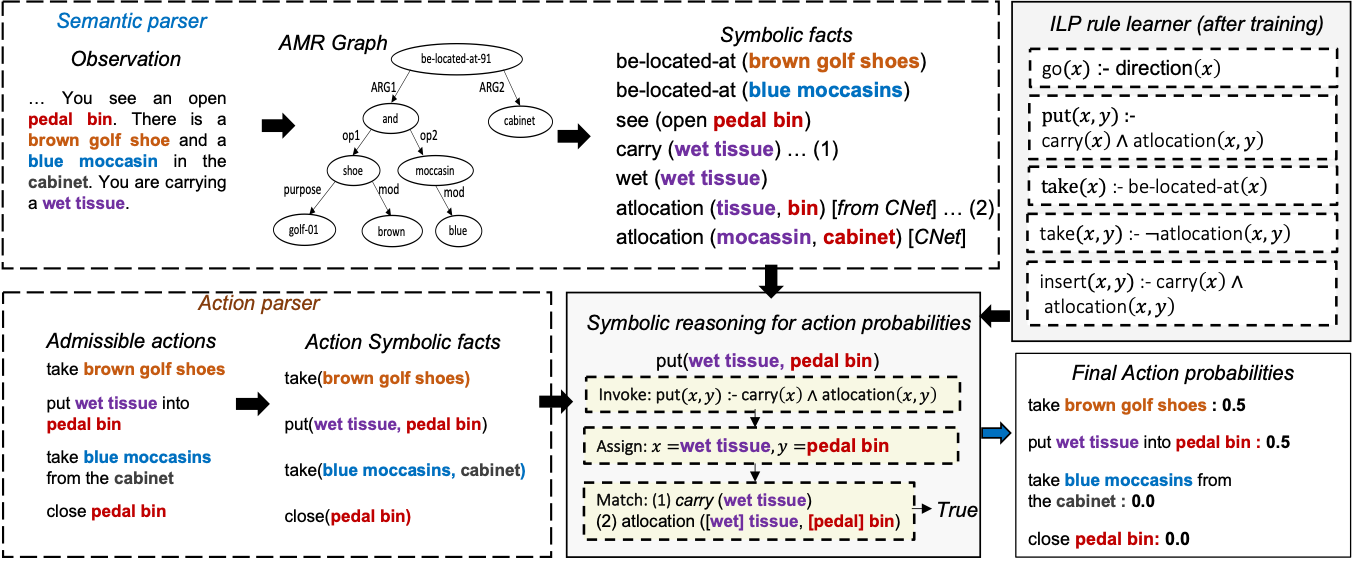 Semantic parser
Observation
… You see an open
pedal bin. There is a
brown golf shoe and a
blue moccasin in the
cabinet. You are carrying
a wet tissue.
AMR Graph
be-located-at-91
ARG1
ARG2
and
cabinet
op1
op2
shoe
moccasin
purpose
mod
mod
golf-01
brown
blue
Symbolic facts
be-located-at (brown golf shoes)
be-located-at (blue moccasins)
see (open pedal bin)
carry (wet tissue) … (1)
wet (wet tissue)
atlocation (tissue, bin) [from CNet] … (2)
atlocation (mocassin, cabinet) [CNet]
ILP rule learner (after training)
go(x) :- direction(x)
put(x, y) :-
carry(x) ∧ atlocation(x, y)
take(x) :- be-located-at(x)
take(x, y) :- ¬atlocation(x, y)
insert(x, y) :- carry(x) ∧
atlocation(x, y)
Action parser
Admissible actions
take brown golf shoes
put wet tissue into
pedal bin
take blue moccasins
from the cabinet
close pedal bin
Action Symbolic facts
take(brown golf shoes)
put(wet tissue, pedal bin)
take(blue moccasins, cabinet)
close(pedal bin)
Symbolic reasoning for action probabilities
put(wet tissue, pedal bin)
Invoke: put(x, y) :- carry(x) ∧ atlocation(x, y)
Assign: x =wet tissue, y =pedal bin
Match: (1) carry (wet tissue)
(2) atlocation ([wet] tissue, [pedal] bin)
True
Final Action probabilities
take brown golf shoes : 0.5
put wet tissue into pedal bin : 0.5
take blue moccasins from
the cabinet : 0.0
close pedal bin: 0.0